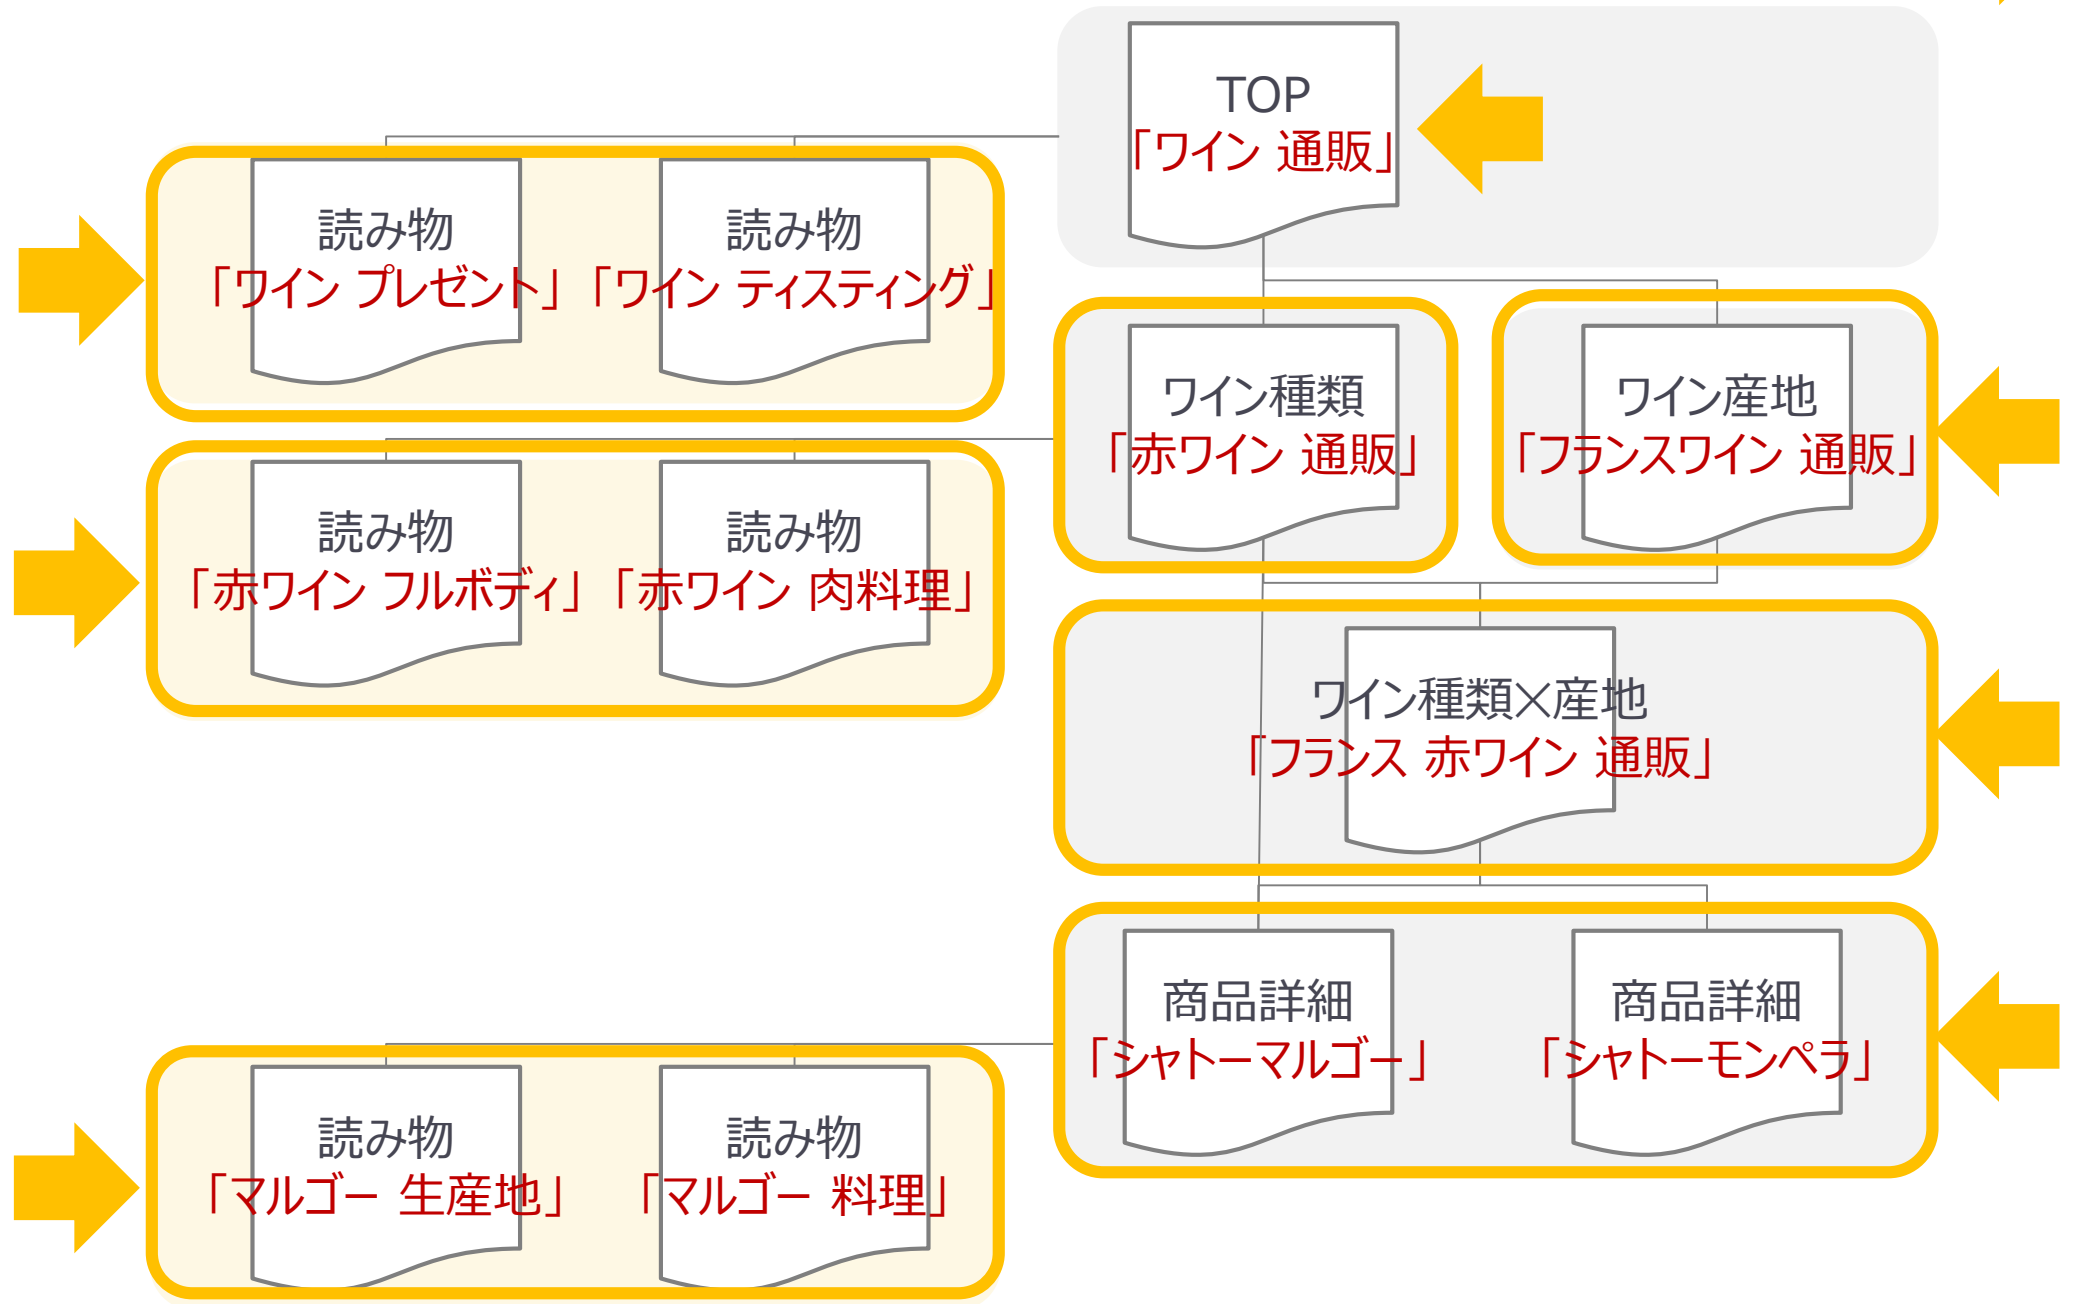 TOP
「ワイン 通販」
読み物
「ワイン プレゼント」
読み物
「ワイン ティスティング」
ワイン種類
「赤ワイン 通販」
ワイン産地
「フランスワイン 通販」
読み物
「赤ワイン フルボディ」
読み物
「赤ワイン 肉料理」
ワイン種類×産地
「フランス 赤ワイン 通販」
商品詳細
「シャトーマルゴー」
商品詳細
「シャトーモンペラ」
読み物
「マルゴー 生産地」
読み物
「マルゴー 料理」